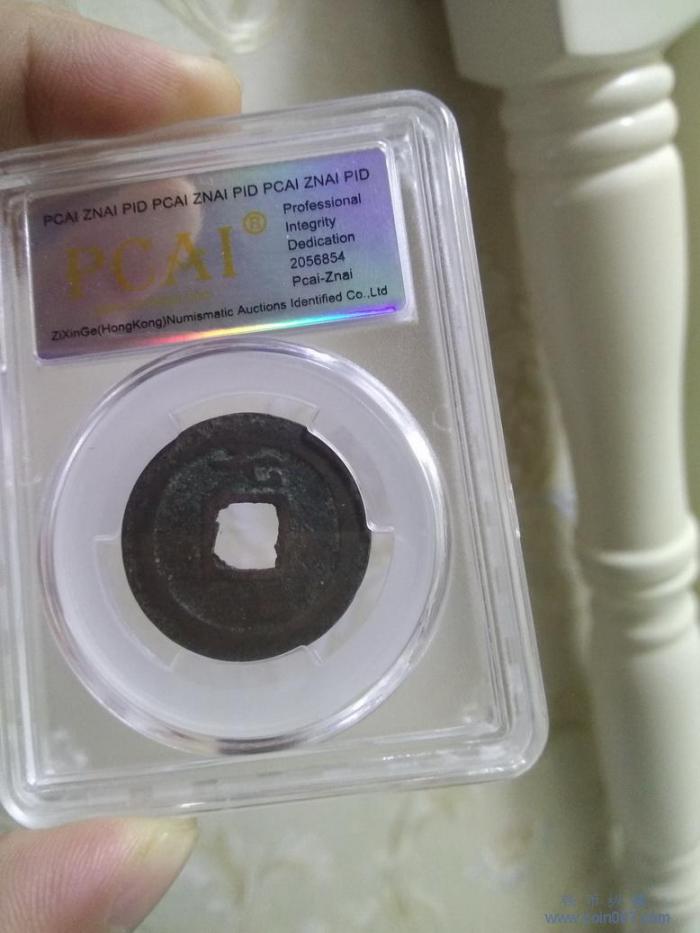 PCAI ZNAI PID PCAI ZNAI PID PCAI ZNAI PID
PCAI®
Professional
Integrity
Dedication
2056854
Pcai-Znai
ZiXinGe(HongKong)Numismatic Auctions Identified Co.,Ltd
www.coin007.com